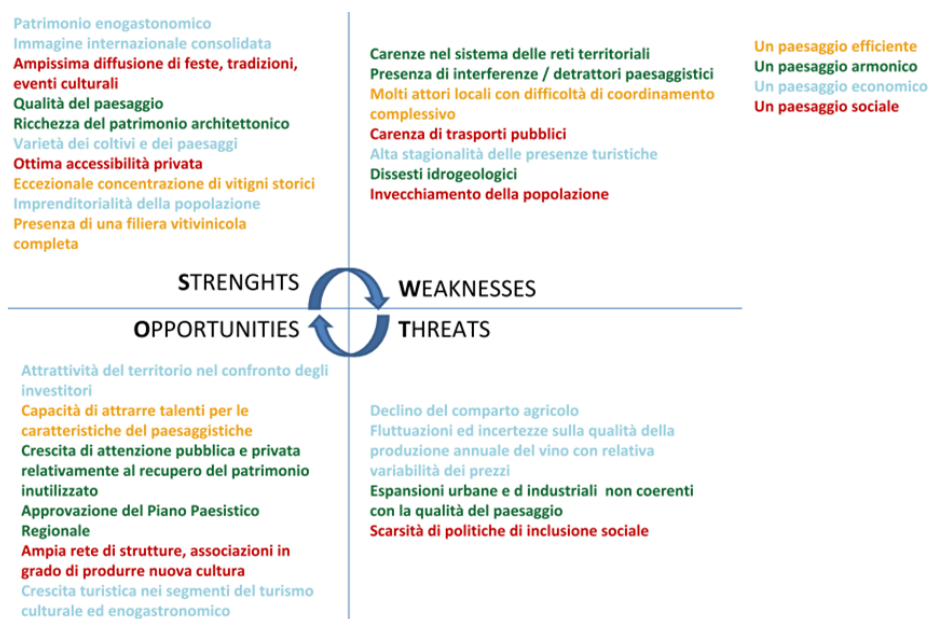 Patrimonio enogastonomico
Immagine internazionale consolidata
Ampissima diffusione di feste, tradizioni,
eventi culturali
Qualità del paesaggio
Ricchezza del patrimonio architettonico
Varietà dei coltivi e dei paesaggi
Ottima accessibilità privata
Eccezionale concentrazione di vitigni storici
Imprenditorialità della popolazione
Presenza di una filiera vitivinicola
completa
Carenze nel sistema delle reti territoriali
Presenza di interferenze / detrattori paesaggistici
Molti attori locali con difficoltà di coordinamento
complessivo
Carenza di trasporti pubblici
Alta stagionalità delle presenze turistiche
Dissesti idrogeologici
Invecchiamento della popolazione
Un paesaggio efficiente
Un paesaggio armonico
Un paesaggio economico
Un paesaggio sociale
STRENGHTS
WEAKNESSES
OPPORTUNITIES
THREATS
Attrattività del territorio nel confronto degli
investitori
Capacità di attrarre talenti per le
caratteristiche del paesaggistiche
Crescita di attenzione pubblica e privata
relativamente al recupero del patrimonio
inutilizzato
Approvazione del Piano Paesistico
Regionale
Ampia rete di strutture, associazioni in
grado di produrre nuova cultura
Crescita turistica nei segmenti del turismo
culturale ed enogastronomico
Declino del comparto agricolo
Fluttuazioni ed incertezze sulla qualità della
produzione annuale del vino con relativa
variabilità dei prezzi
Espansioni urbane e d industriali non coerenti
con la qualità del paesaggio
Scarsità di politiche di inclusione sociale